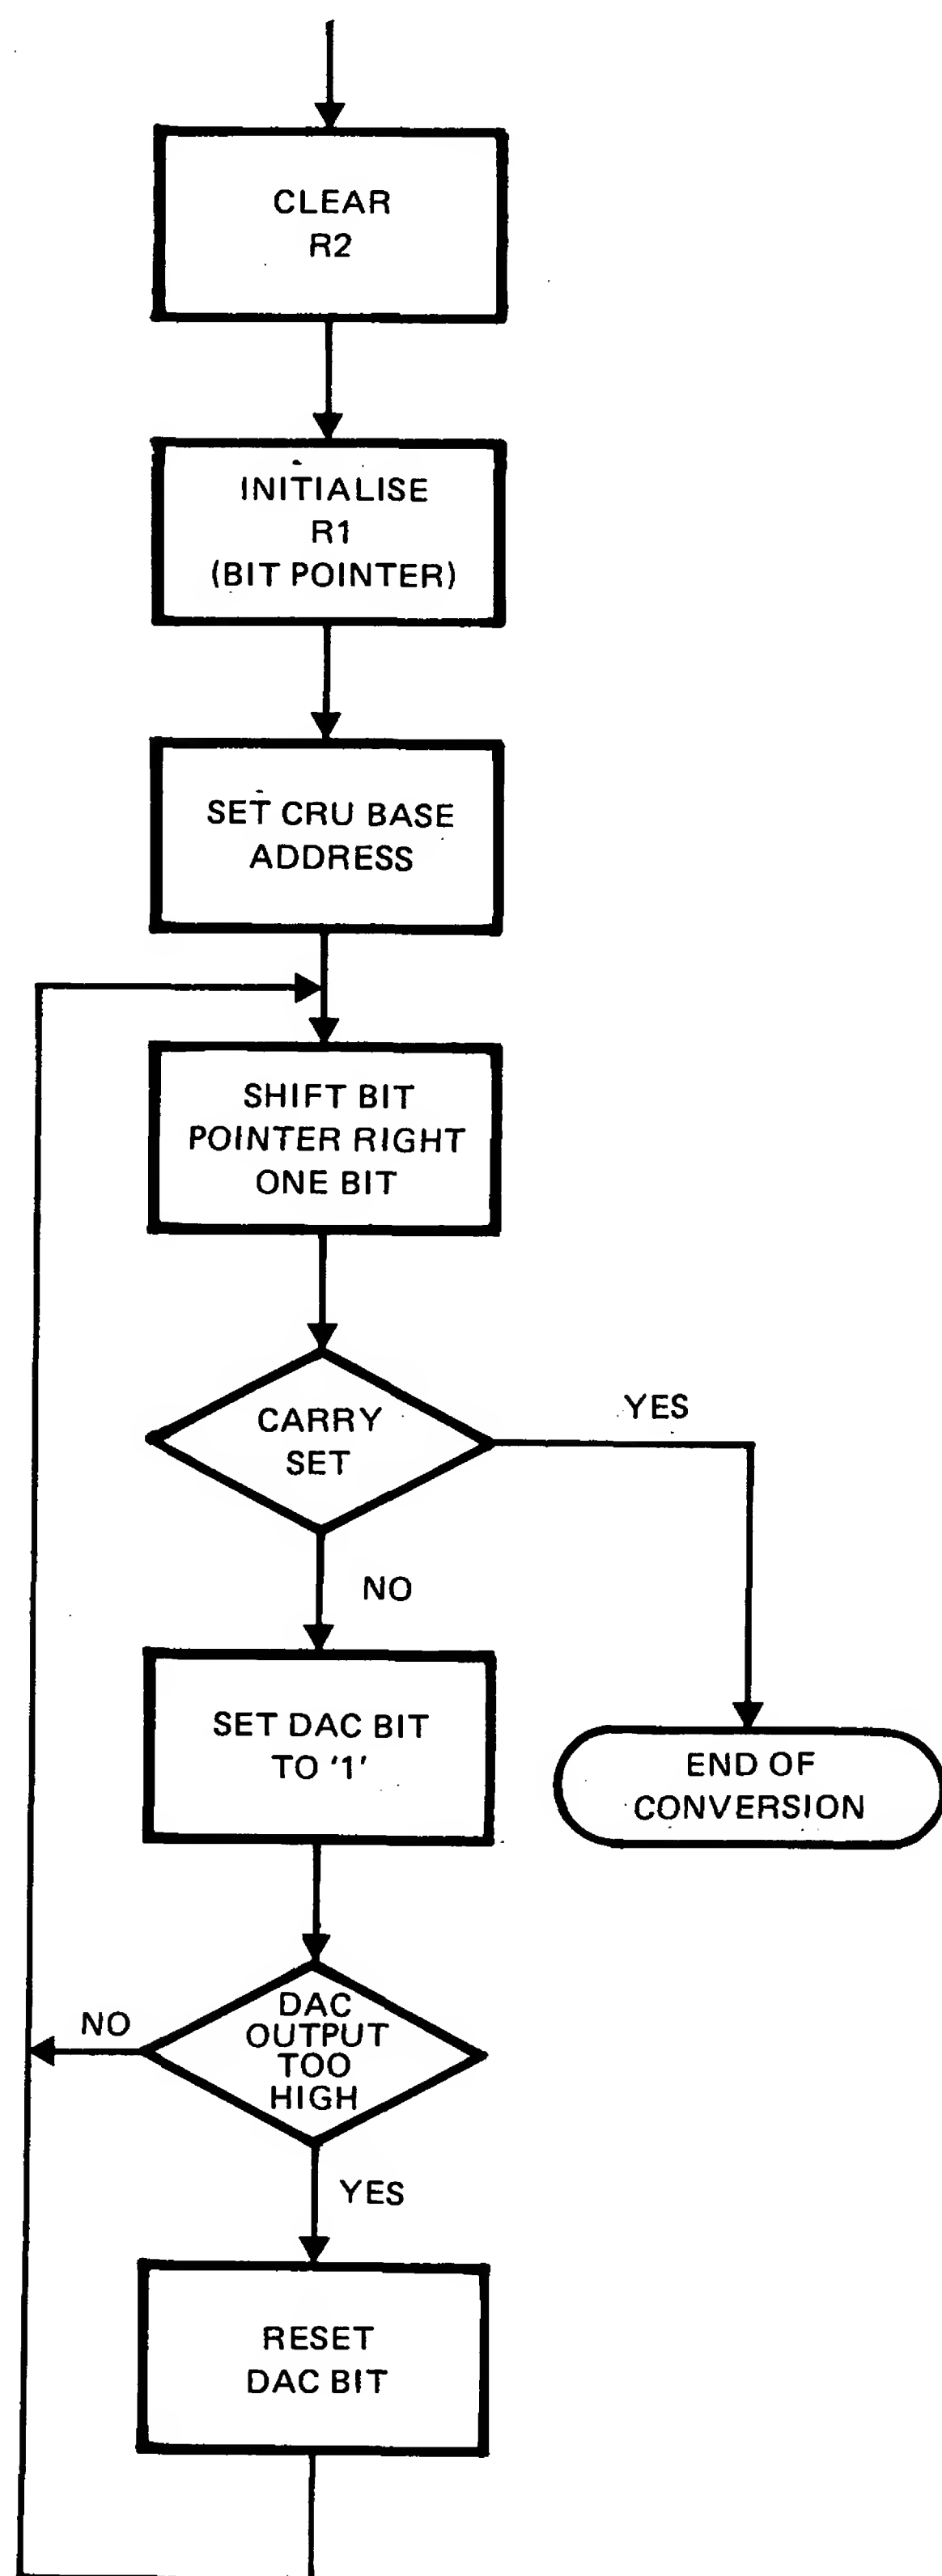 CLEAR
R2
INITIALISE
R1
(BIT POINTER)
SET CRU BASE
ADDRESS
SHIFT BIT
POINTER RIGHT
ONE BIT
CARRY
SET
YES
NO
SET DAC BIT
TO '1'
END OF
CONVERSION
DAC
OUTPUT
TOO
HIGH
NO
YES
RESET
DAC BIT